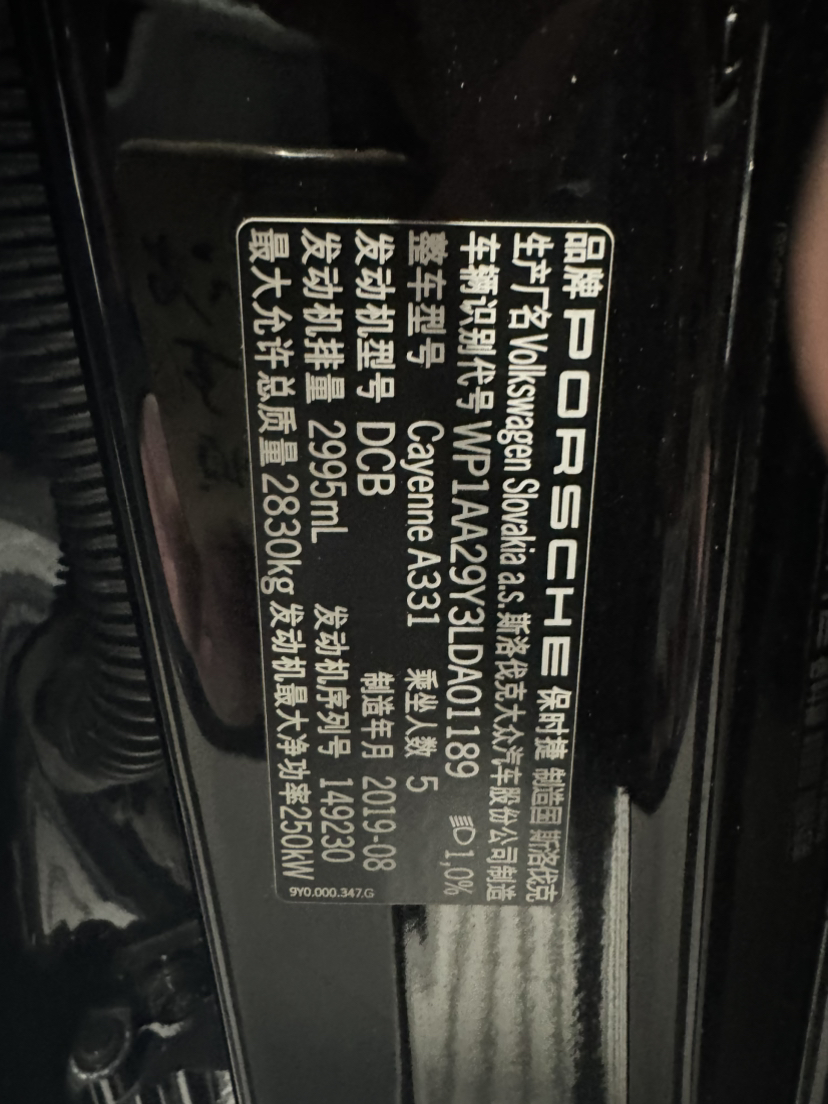 品牌 PORSCHE 保时捷 制造国 斯洛伐克
生产厂名 Volkswagen Slovakia a.s. 斯洛伐克大众汽车股份公司制造
车辆识别代号 WP1AA29Y3LDA01189 1,0%
整车型号 Cayenne A331 乘坐人数 5
发动机型号 DCB 制造年月 2019-08
发动机排量 2995mL 发动机序列号 149230
最大允许总质量 2830kg 发动机最大净功率250kW
9Y0.000.347.G